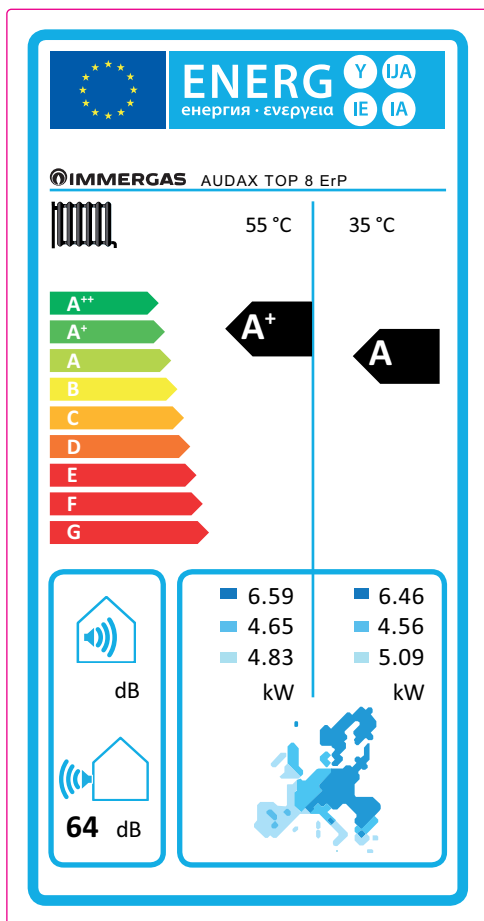 ENERG Y IJA
енергия · ενεργεια IE IA
IMMERGAS AUDAX TOP 8 ErP
55 °C 35 °C
A++
A+
A
B
C
D
E
F
G
A+
A
6.59 6.46
4.65 4.56
4.83 5.09
kW kW
dB
64 dB